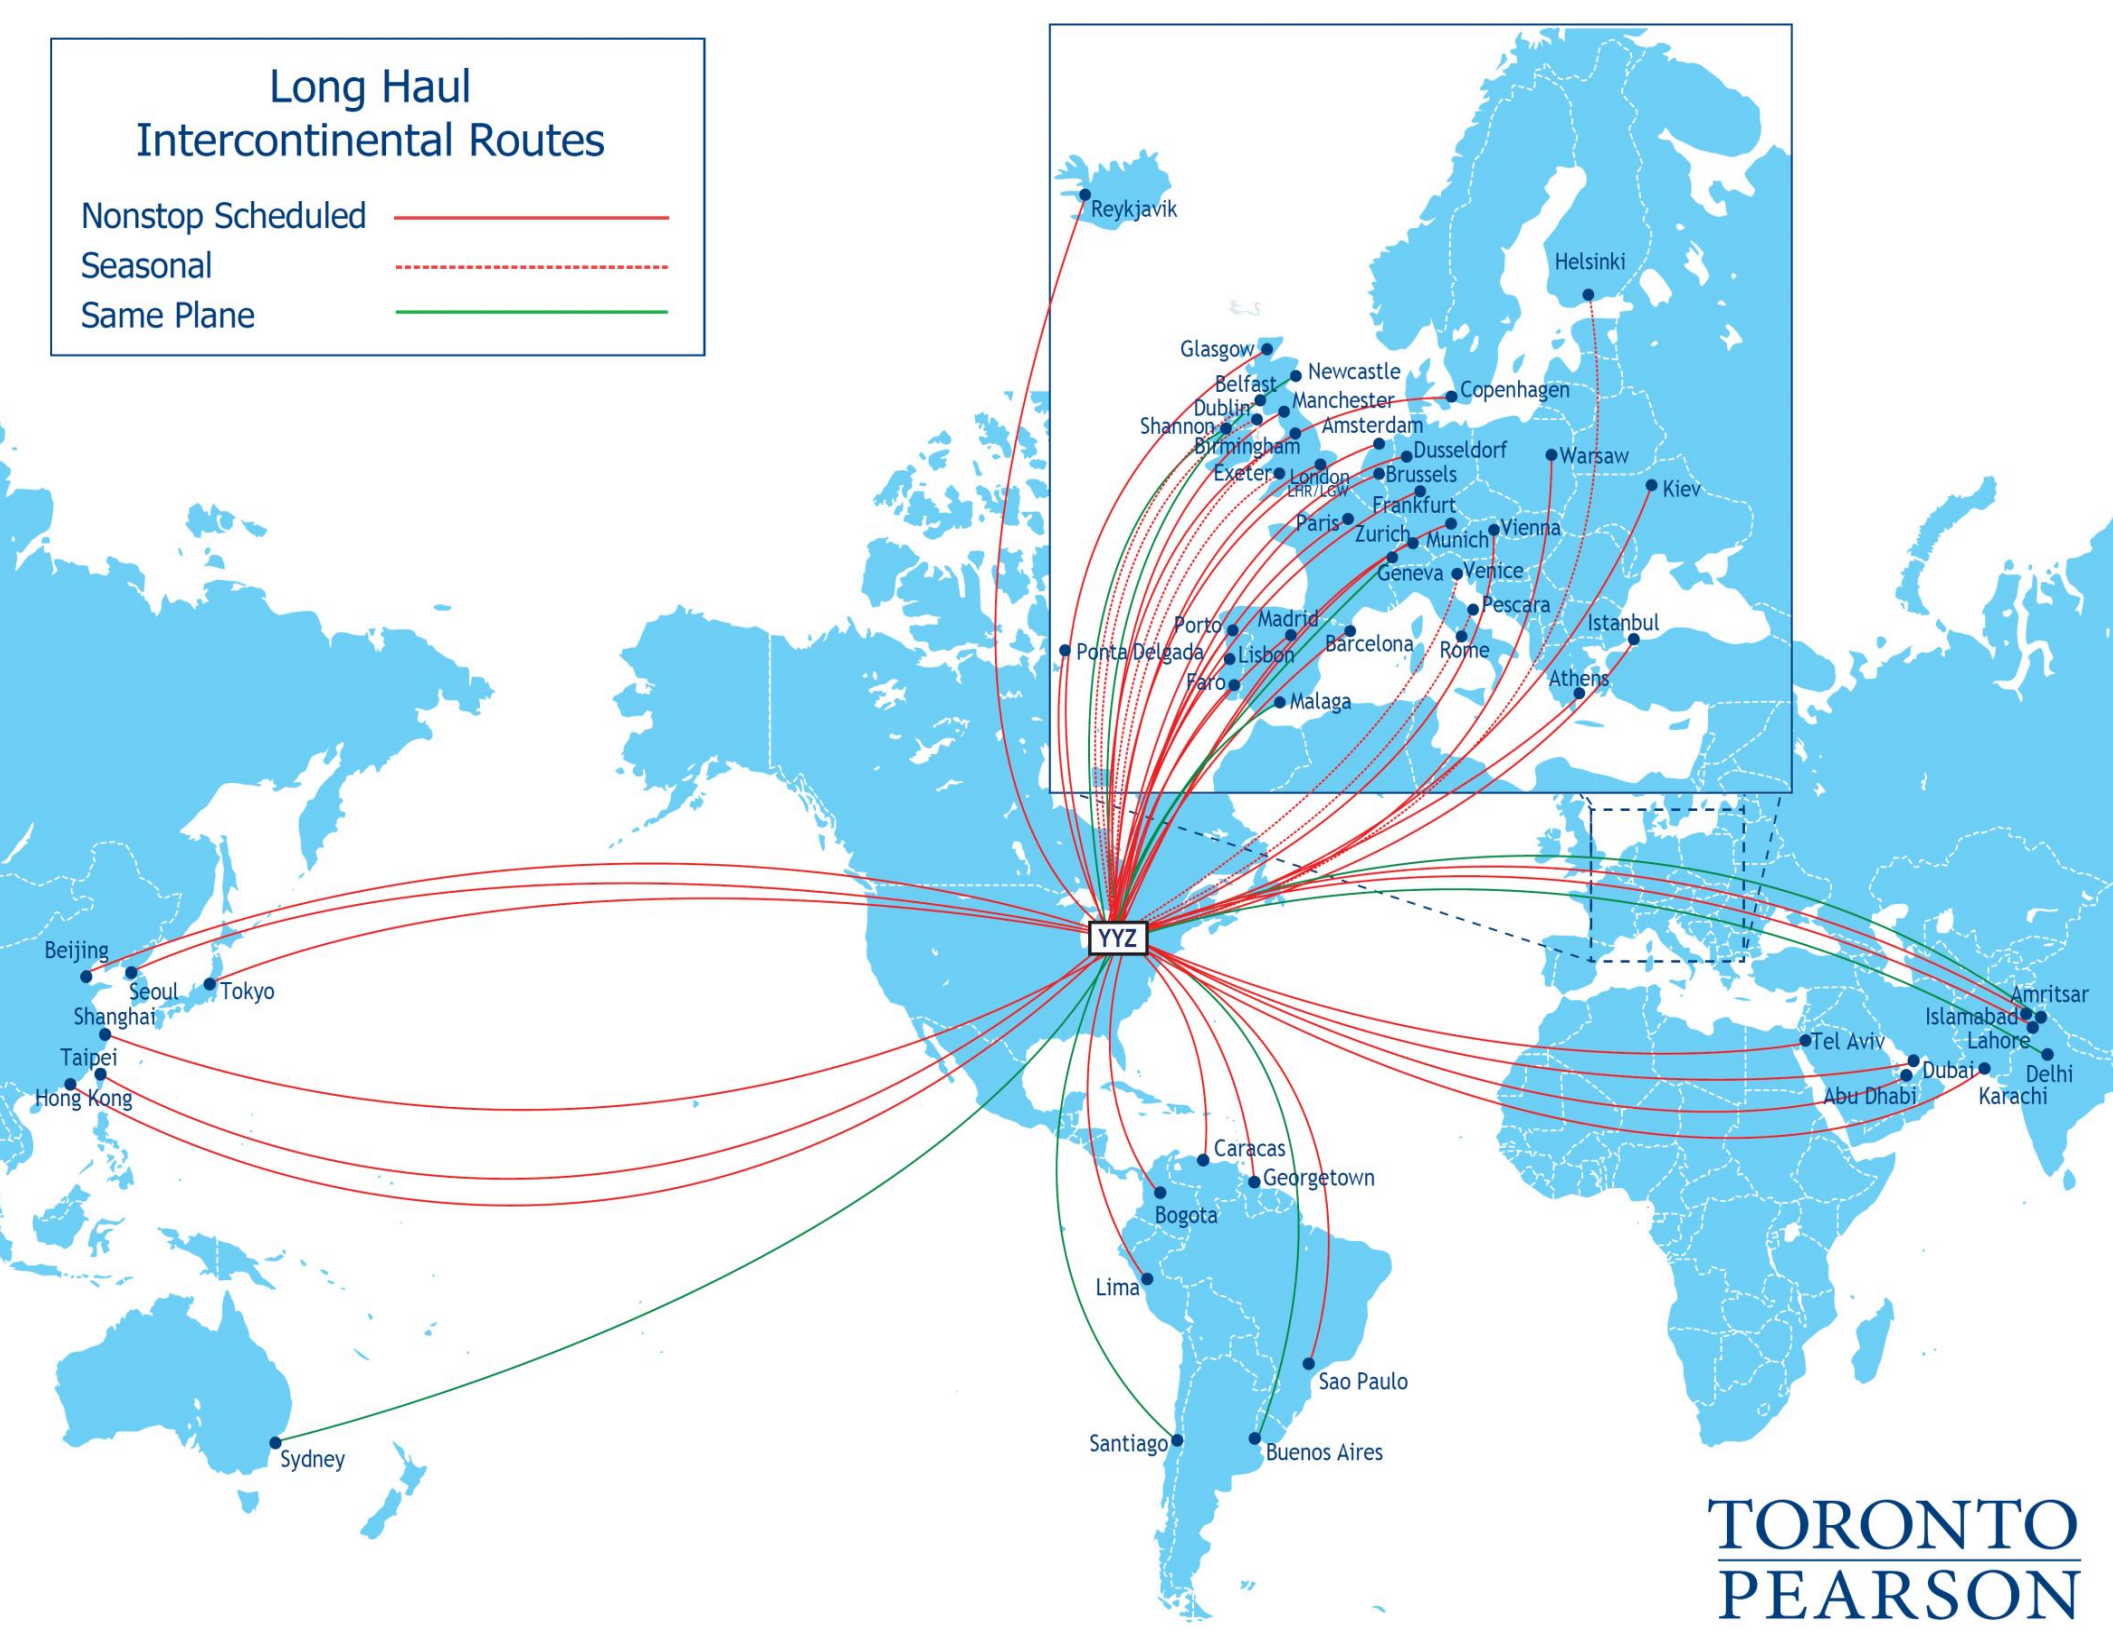 Long Haul
Intercontinental Routes
Nonstop Scheduled
Seasonal
Same Plane
Reykjavik
Helsinki
Glasgow
Newcastle
Belfast
Copenhagen
Dublin
Manchester
Shannon
Amsterdam
Birmingham
Dusseldorf
Warsaw
Exeter
London
LHR/LGW
Brussels
Kiev
Frankfurt
Paris
Zurich
Munich
Vienna
Geneva
Venice
Pescara
Porto
Madrid
Istanbul
Barcelona
Rome
Ponta Delgada
Lisbon
Faro
Athens
Malaga
YYZ
Beijing
Seoul
Tokyo
Shanghai
Taipei
Hong Kong
Amritsar
Islamabad
Lahore
Tel Aviv
Dubai
Delhi
Abu Dhabi
Karachi
Caracas
Georgetown
Bogota
Lima
Sao Paulo
Santiago
Buenos Aires
Sydney
TORONTO
PEARSON